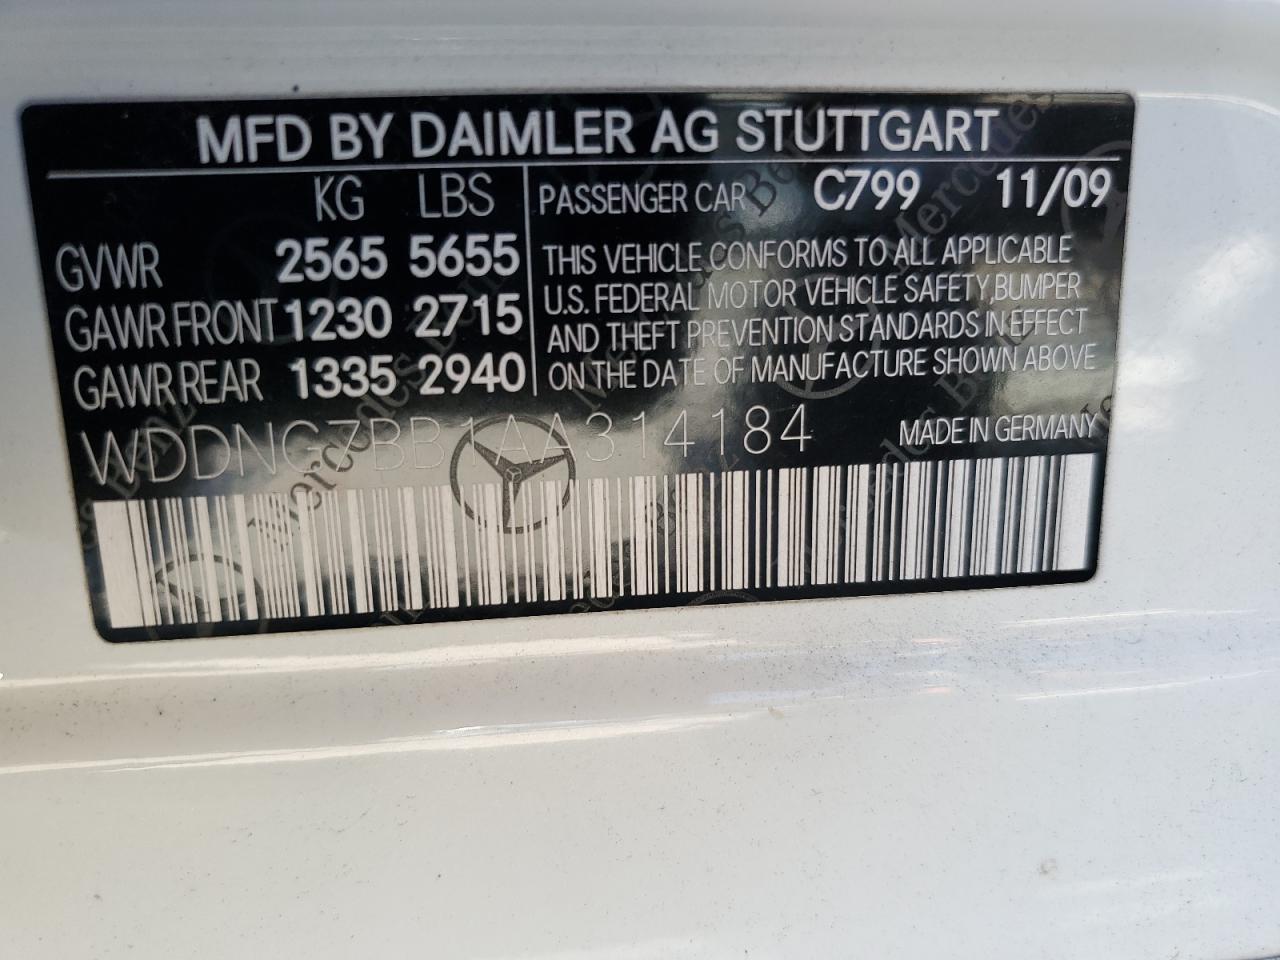 MFD BY DAIMLER AG STUTTGART
KG LBS
GVWR 2565 5655
GAWR FRONT 1230 2715
GAWR REAR 1335 2940
PASSENGER CAR C799 11/09
THIS VEHICLE CONFORMS TO ALL APPLICABLE
U.S. FEDERAL MOTOR VEHICLE SAFETY, BUMPER
AND THEFT PREVENTION STANDARDS IN EFFECT
ON THE DATE OF MANUFACTURE SHOWN ABOVE
WDDNG7BB1AA314184 MADE IN GERMANY